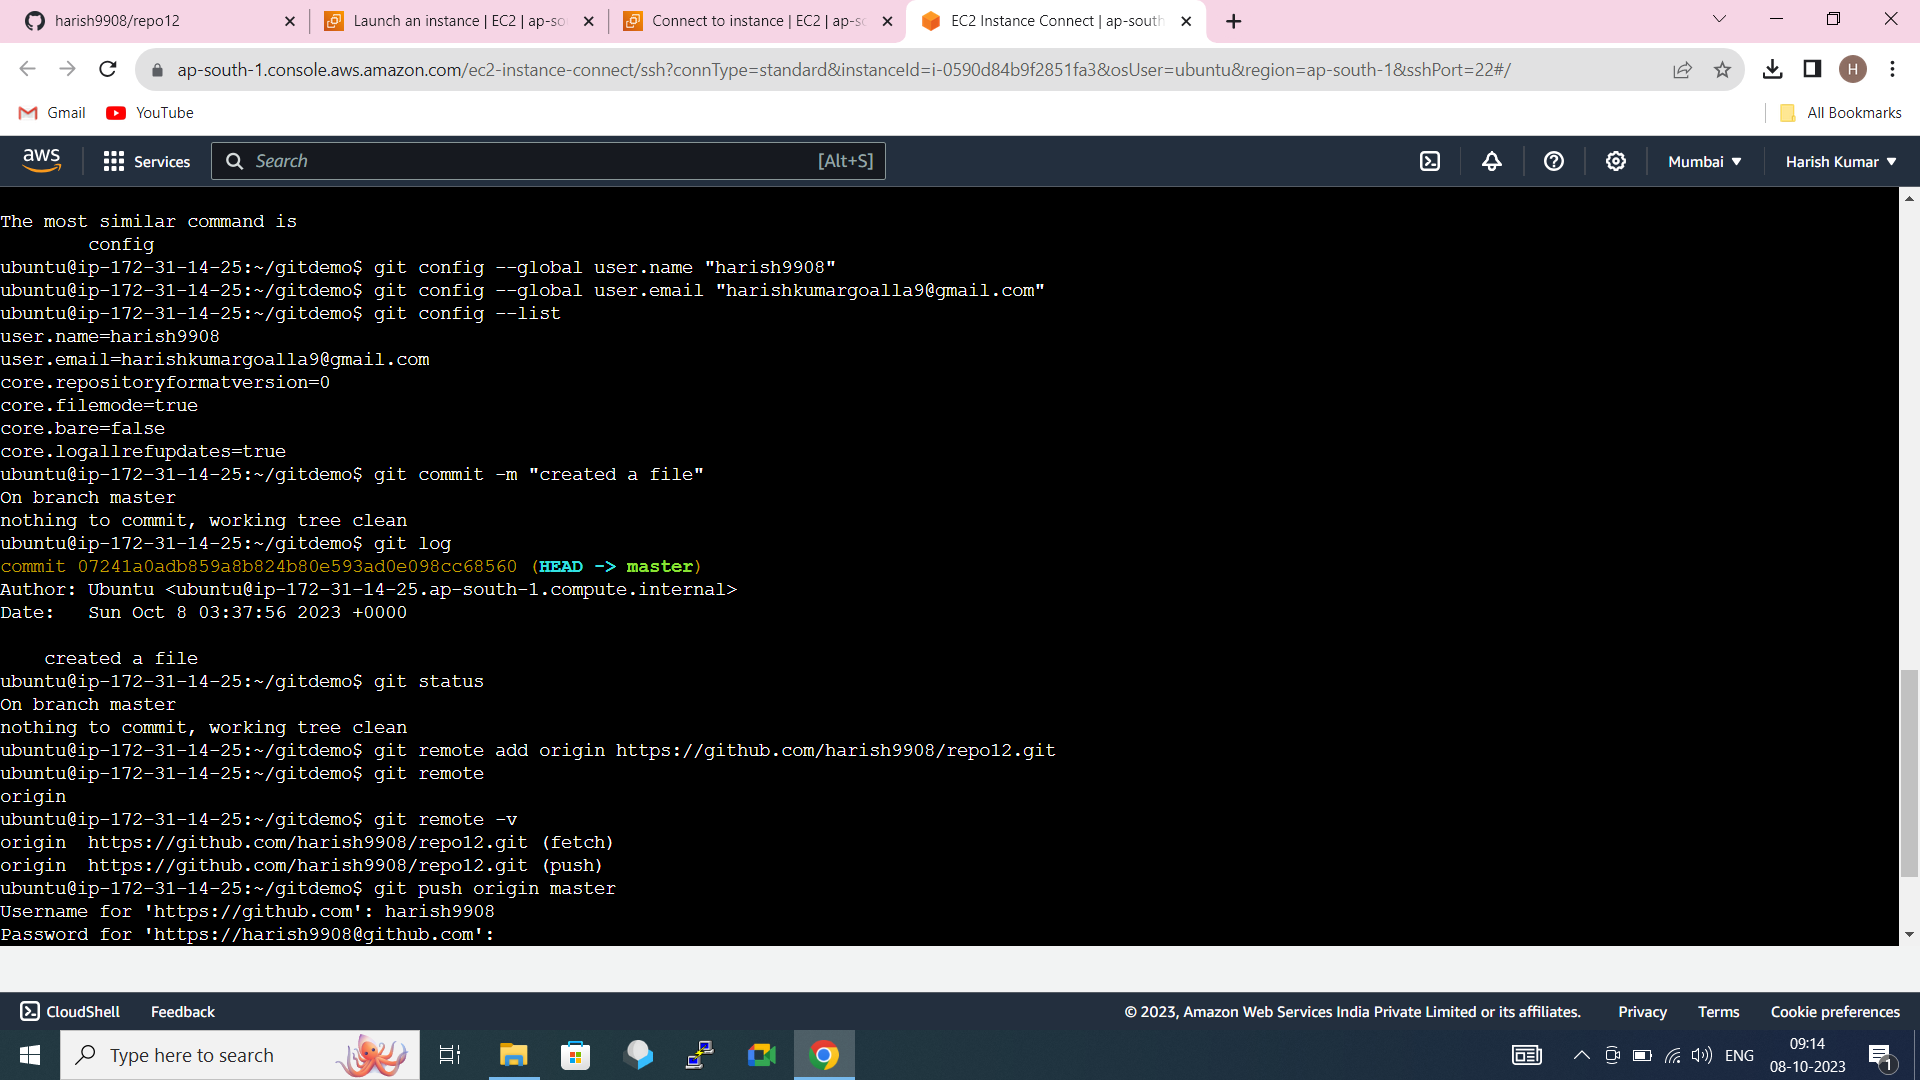 harish9908/repo12
Launch an instance | EC2 | ap-so
Connect to instance | EC2 | ap-so
EC2 Instance Connect | ap-south
ap-south-1.console.aws.amazon.com/ec2-instance-connect/ssh?connType=standard&instanceId=i-0590d84b9f2851fa3&osUser=ubuntu&region=ap-south-1&sshPort=22#/
H
Gmail
YouTube
All Bookmarks
aws
Services
Search
[Alt+S]
Mumbai
Harish Kumar
The most similar command is
config
ubuntu@ip-172-31-14-25:~/gitdemo$ git config --global user.name "harish9908"
ubuntu@ip-172-31-14-25:~/gitdemo$ git config --global user.email "harishkumargoalla9@gmail.com"
ubuntu@ip-172-31-14-25:~/gitdemo$ git config --list
user.name=harish9908
user.email=harishkumargoalla9@gmail.com
core.repositoryformatversion=0
core.filemode=true
core.bare=false
core.logallrefupdates=true
ubuntu@ip-172-31-14-25:~/gitdemo$ git commit -m "created a file"
On branch master
nothing to commit, working tree clean
ubuntu@ip-172-31-14-25:~/gitdemo$ git log
commit 07241a0adb859a8b824b80e593ad0e098cc68560 (HEAD -> master)
Author: Ubuntu <ubuntu@ip-172-31-14-25.ap-south-1.compute.internal>
Date:   Sun Oct 8 03:37:56 2023 +0000
created a file
ubuntu@ip-172-31-14-25:~/gitdemo$ git status
On branch master
nothing to commit, working tree clean
ubuntu@ip-172-31-14-25:~/gitdemo$ git remote add origin https://github.com/harish9908/repo12.git
ubuntu@ip-172-31-14-25:~/gitdemo$ git remote
origin
ubuntu@ip-172-31-14-25:~/gitdemo$ git remote -v
origin  https://github.com/harish9908/repo12.git (fetch)
origin  https://github.com/harish9908/repo12.git (push)
ubuntu@ip-172-31-14-25:~/gitdemo$ git push origin master
Username for 'https://github.com': harish9908
Password for 'https://harish9908@github.com':
CloudShell
Feedback
© 2023, Amazon Web Services India Private Limited or its affiliates.
Privacy
Terms
Cookie preferences
Type here to search
ENG
09:14
08-10-2023
1